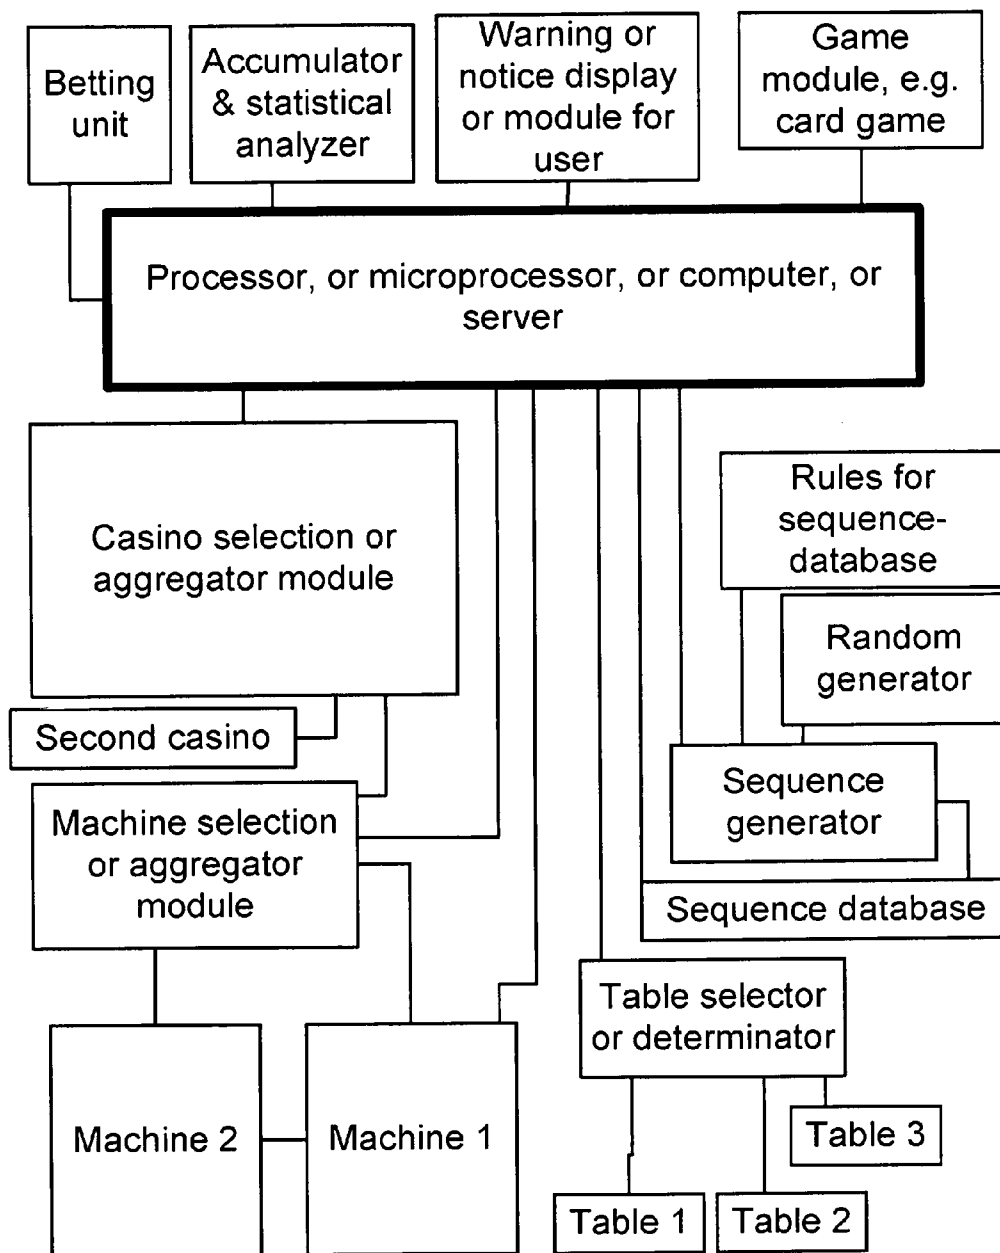 Betting
unit
Accumulator
& statistical
analyzer
Warning or
notice display
or module for
user
Game
module, e.g.
card game
Processor, or microprocessor, or computer, or
server
Casino selection or
aggregator module
Rules for
sequence-
database
Random
generator
Second casino
Sequence
generator
Machine selection
or aggregator
module
Sequence database
Table selector
or determinator
Machine 2
Machine 1
Table 3
Table 1
Table 2